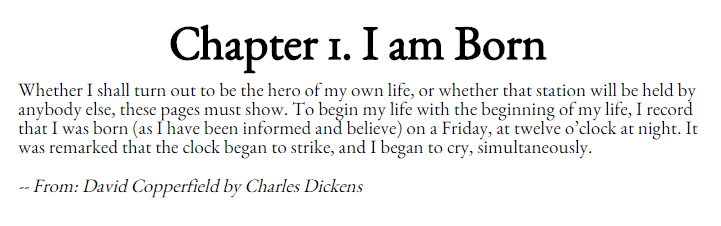 Chapter 1. I am Born
Whether I shall turn out to be the hero of my own life, or whether that station will be held by
anybody else, these pages must show. To begin my life with the beginning of my life, I record
that I was born (as I have been informed and believe) on a Friday, at twelve o’clock at night. It
was remarked that the clock began to strike, and I began to cry, simultaneously.
-- From: David Copperfield by Charles Dickens